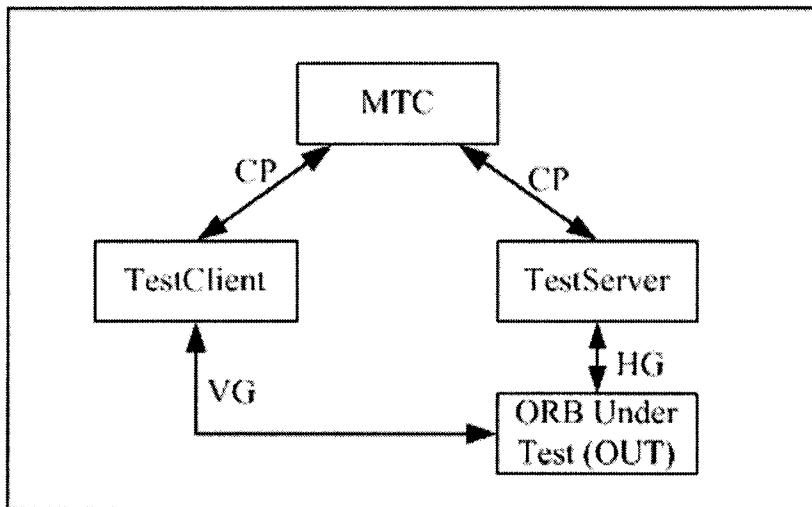 MTC
CP
CP
TestClient
TestServer
VG
HG
ORB Under
Test (OUT)